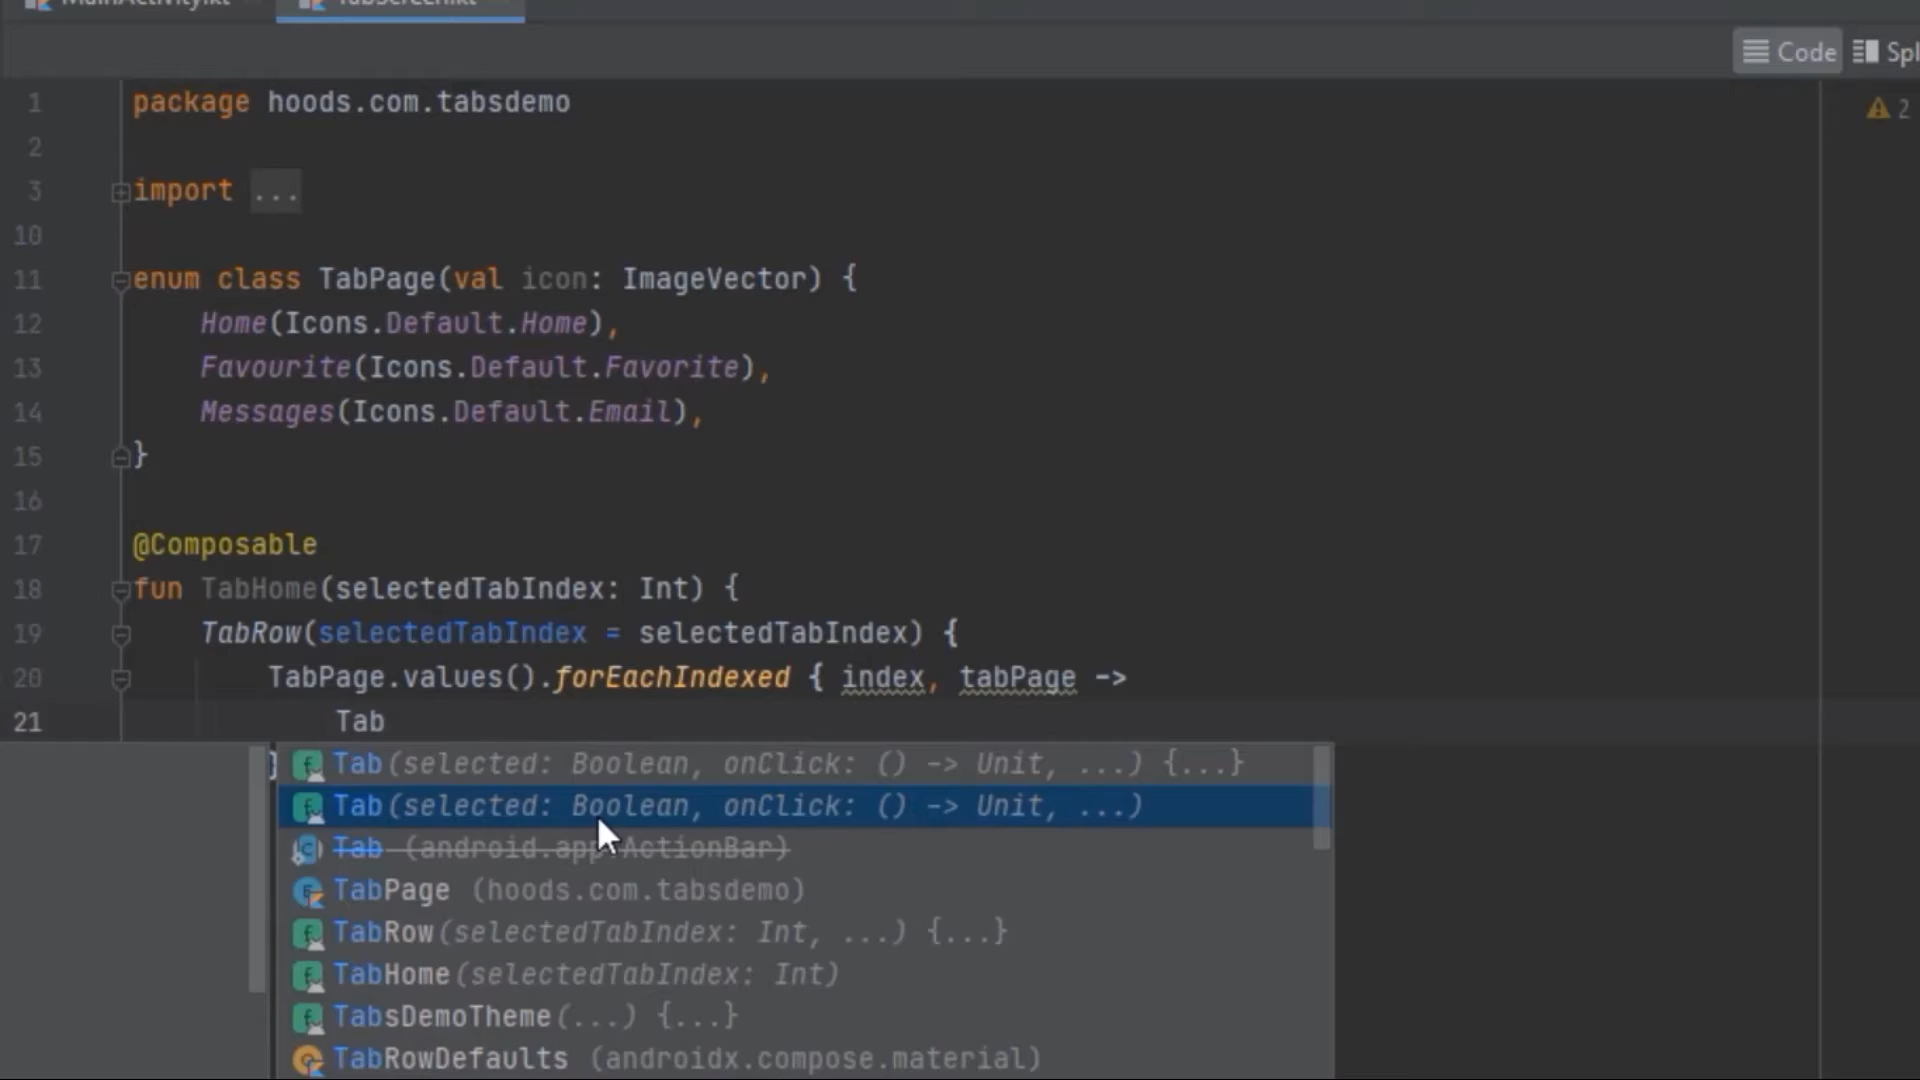 MainActivity.kt
TabScreen.kt
Code
Spl
1 package hoods.com.tabsdemo
2
2
3 import ...
10
11 enum class TabPage(val icon: ImageVector) {
12 Home(Icons.Default.Home),
13 Favourite(Icons.Default.Favorite),
14 Messages(Icons.Default.Email),
15 }
16
17 @Composable
18 fun TabHome(selectedTabIndex: Int) {
19 TabRow(selectedTabIndex = selectedTabIndex) {
20 TabPage.values().forEachIndexed { index, tabPage ->
21 Tab
Tab(selected: Boolean, onClick: () -> Unit, ...) {...}
Tab(selected: Boolean, onClick: () -> Unit, ...)
Tab (android.app.ActionBar)
TabPage (hoods.com.tabsdemo)
TabRow(selectedTabIndex: Int, ...) {...}
TabHome(selectedTabIndex: Int)
TabsDemoTheme(...) {...}
TabRowDefaults (androidx.compose.material)